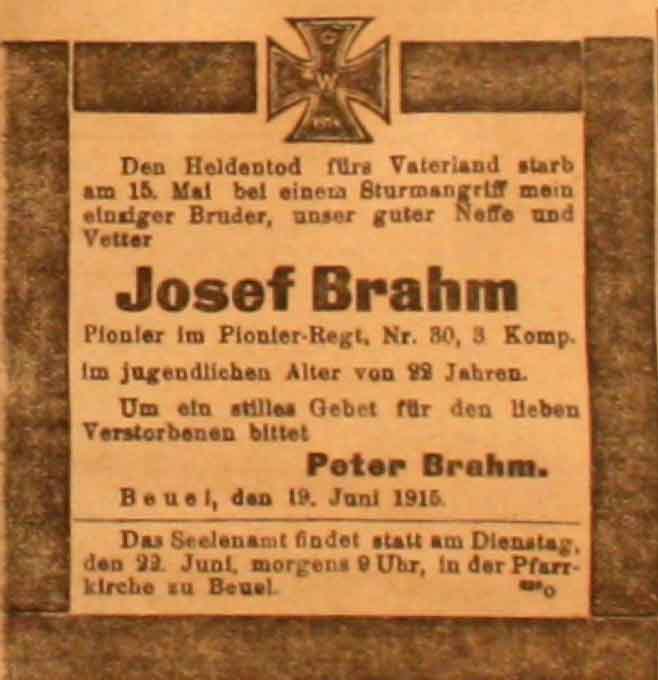 W
Den Heldentod fürs Vaterland starb
am 15. Mai bei einem Sturmangriff mein
einziger Bruder, unser guter Neffe und
Vetter
Josef Brahm
Pionier im Pionier-Regt. Nr. 30, 3 Komp.
im jugendlichen Alter von 22 Jahren.
Um ein stilles Gebet für den lieben
Verstorbenen bittet
Peter Brahm.
Beuel, den 19. Juni 1915.
Das Seelenamt findet statt am Dienstag,
den 22. Juni, morgens 9 Uhr, in der Pfarr-
kirche zu Beuel.